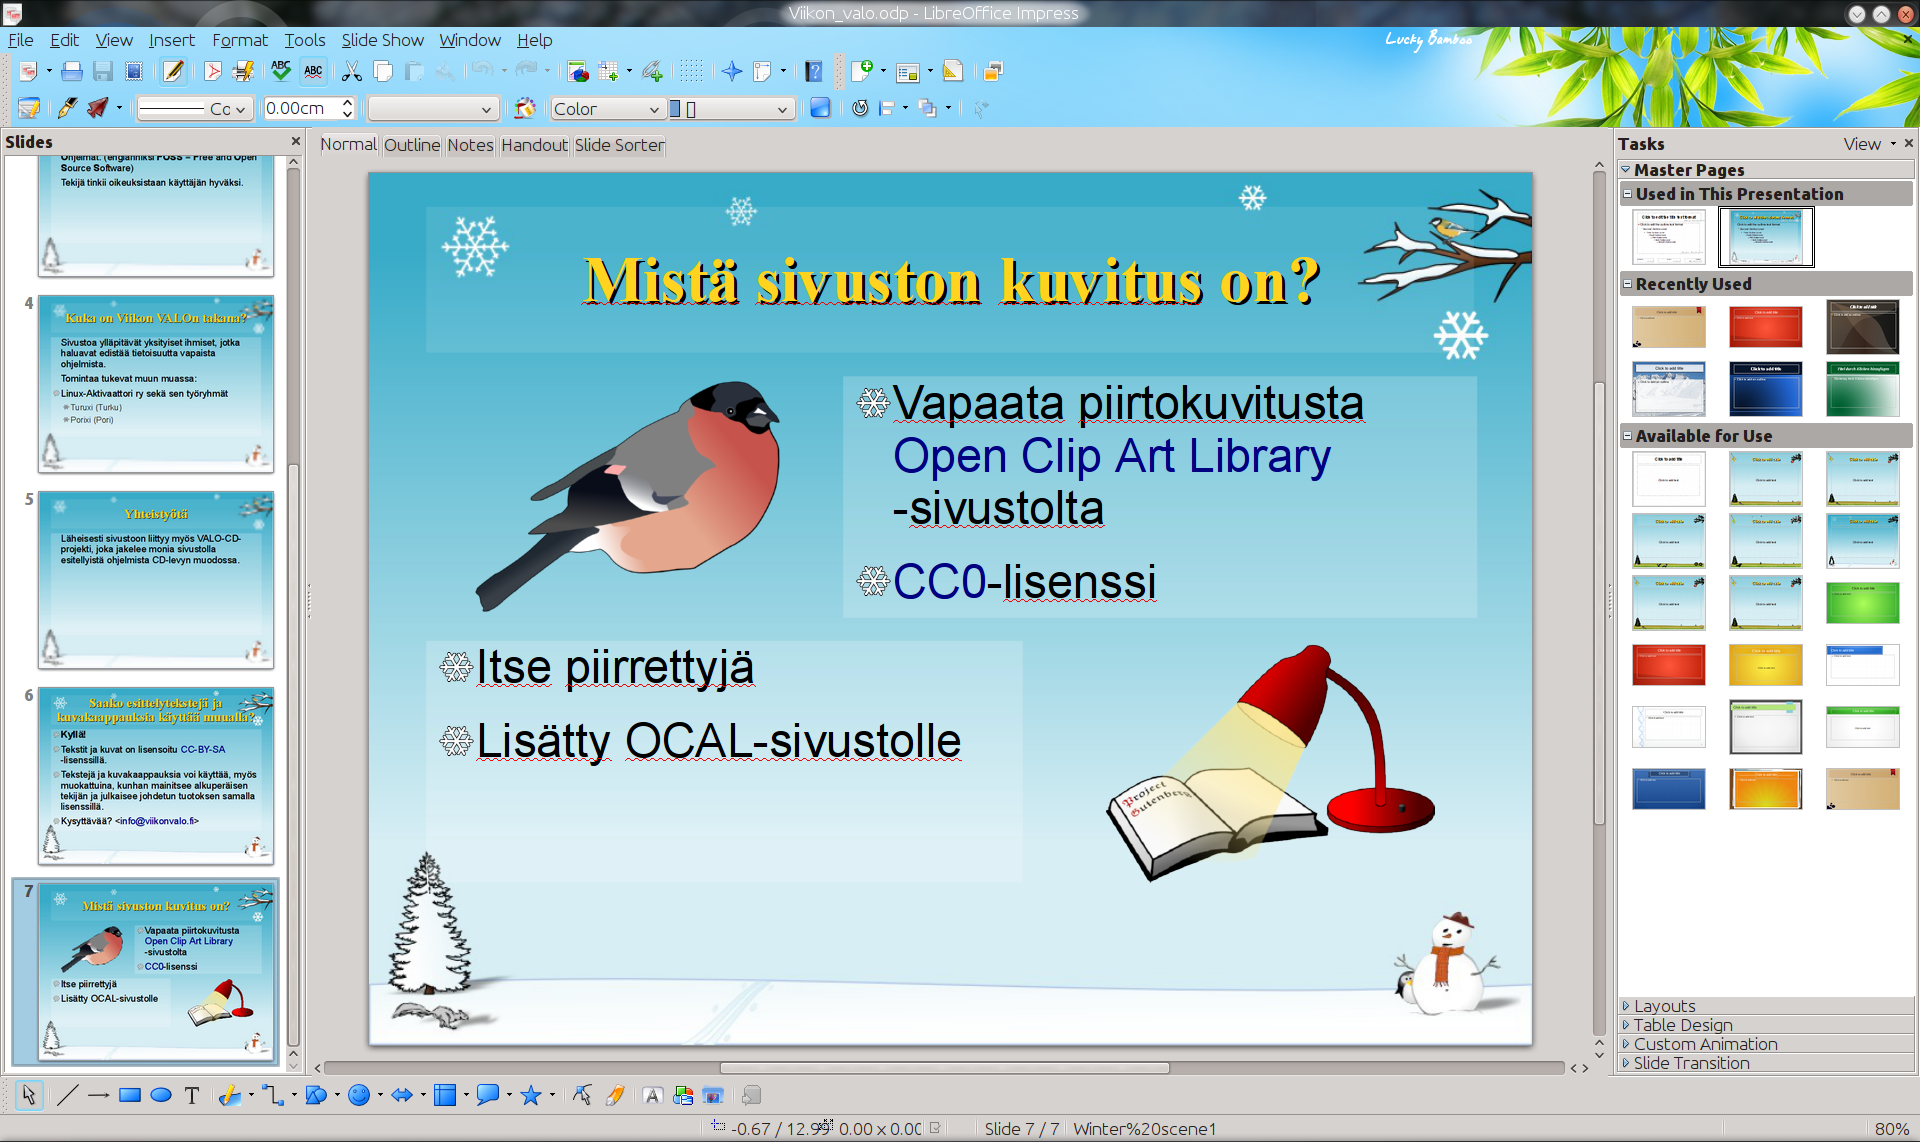 Viikon_valo.odp - LibreOffice Impress
File Edit View Insert Format Tools Slide Show Window Help
Lucky Bamboo
0.00cm
Color
Slides
Normal Outline Notes Handout Slide Sorter
Ohjelmat. (englanniksi FOSS – Free and Open
Source Software)
Tekijä tinkii oikeuksistaan käyttäjän hyväksi.
4
Kuka on Viikon VALOn takana?
Sivustoa ylläpitävät yksityiset ihmiset, jotka
haluavat edistää tietoisuutta vapaista
ohjelmista.
Tomintaa tukevat muun muassa:
Linux-Aktivaattori ry sekä sen työryhmät
Turuxi (Turku)
Porixi (Pori)
5
Yhteistyötä
Läheisesti sivustoon liittyy myös VALO-CD-
projekti, joka jakelee monia sivustolla
esitellyistä ohjelmista CD-levyn muodossa.
6
Saako esittelytekstejä ja
kuvakaappauksia käyttää muualla?
Kyllä!
Tekstit ja kuvat on lisensoitu CC-BY-SA
-lisenssillä.
Tekstejä ja kuvakaappauksia voi käyttää, myös
muokattuina, kunhan mainitsee alkuperäisen
tekijän ja julkaisee johdetun tuotoksen samalla
lisenssillä.
Kysyttävää? <info@viikonvalo.fi>
7
Mistä sivuston kuvitus on?
Vapaata piirtokuvitusta
Open Clip Art Library
-sivustolta
CC0-lisenssi
Itse piirrettyjä
Lisätty OCAL-sivustolle
Mistä sivuston kuvitus on?
Vapaata piirtokuvitusta
Open Clip Art Library
-sivustolta
CC0-lisenssi
Itse piirrettyjä
Lisätty OCAL-sivustolle
Project
Gutenberg
Tasks View
Master Pages
Used in This Presentation
Recently Used
Available for Use
Layouts
Table Design
Custom Animation
Slide Transition
-0.67 / 12.99 0.00 x 0.00 Slide 7 / 7 Winter%20scene1 80%